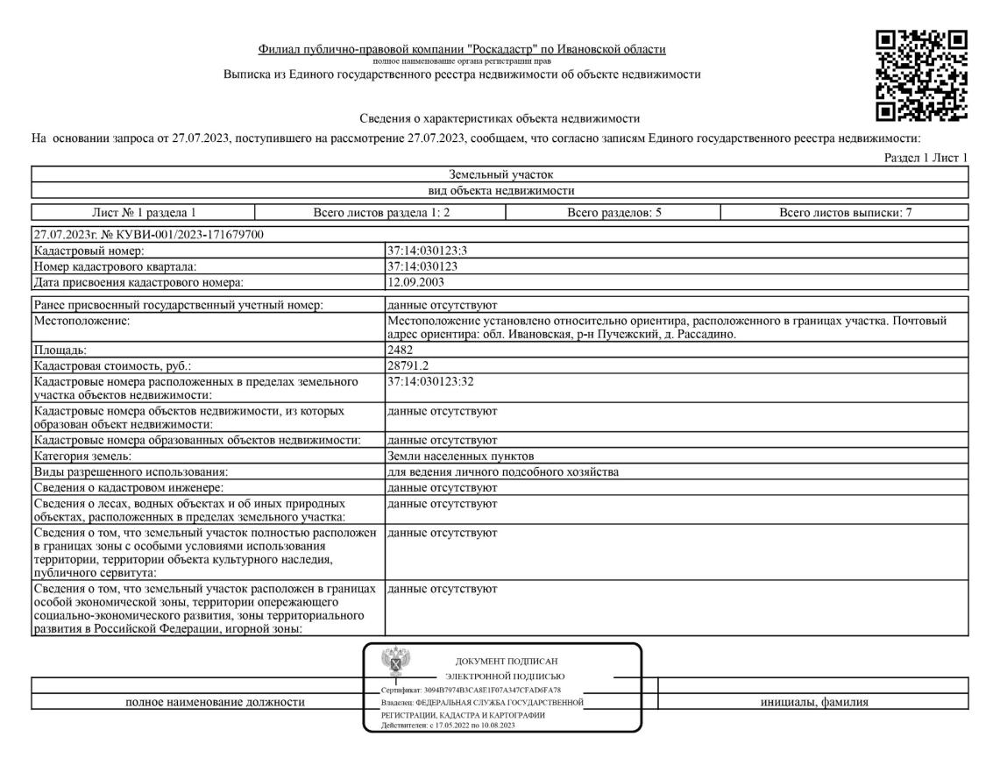 Филиал публично-правовой компании "Роскадастр" по Ивановской области
полное наименование органа регистрации прав
Выписка из Единого государственного реестра недвижимости об объекте недвижимости
Сведения о характеристиках объекта недвижимости
На основании запроса от 27.07.2023, поступившего на рассмотрение 27.07.2023, сообщаем, что согласно записям Единого государственного реестра недвижимости:
Раздел 1 Лист 1
Земельный участок
вид объекта недвижимости
Лист № 1 раздела 1 Всего листов раздела 1: 2 Всего разделов: 5 Всего листов выписки: 7
27.07.2023г. № КУВИ-001/2023-171679700
Кадастровый номер: 37:14:030123:3
Номер кадастрового квартала: 37:14:030123
Дата присвоения кадастрового номера: 12.09.2003
Ранее присвоенный государственный учетный номер: данные отсутствуют
Местоположение: Местоположение установлено относительно ориентира, расположенного в границах участка. Почтовый
адрес ориентира: обл. Ивановская, р-н Пучежский, д. Рассадино.
Площадь: 2482
Кадастровая стоимость, руб.: 28791.2
Кадастровые номера расположенных в пределах земельного 37:14:030123:32
участка объектов недвижимости:
Кадастровые номера объектов недвижимости, из которых данные отсутствуют
образован объект недвижимости:
Кадастровые номера образованных объектов недвижимости: данные отсутствуют
Категория земель: Земли населенных пунктов
Виды разрешенного использования: для ведения личного подсобного хозяйства
Сведения о кадастровом инженере: данные отсутствуют
Сведения о лесах, водных объектах и об иных природных данные отсутствуют
объектах, расположенных в пределах земельного участка:
Сведения о том, что земельный участок полностью расположен данные отсутствуют
в границах зоны с особыми условиями использования
территории, территории объекта культурного наследия,
публичного сервитута:
Сведения о том, что земельный участок расположен в границах данные отсутствуют
особой экономической зоны, территории опережающего
социально-экономического развития, зоны территориального
развития в Российской Федерации, игорной зоны:
ДОКУМЕНТ ПОДПИСАН
ЭЛЕКТРОННОЙ ПОДПИСЬЮ
Сертификат: 3094B7974B3CA8E1F07A347CFAD6FA78
Владелец: ФЕДЕРАЛЬНАЯ СЛУЖБА ГОСУДАРСТВЕННОЙ
РЕГИСТРАЦИИ, КАДАСТРА И КАРТОГРАФИИ
Действителен: с 17.05.2022 по 10.08.2023
полное наименование должности инициалы, фамилия